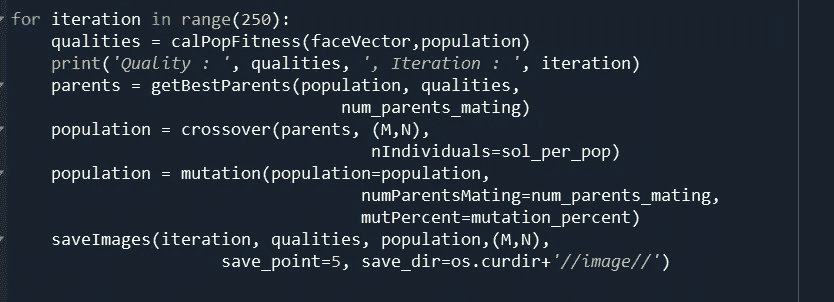 for iteration in range(250):
    qualities = calPopFitness(faceVector,population)
    print('Quality : ', qualities, ', Iteration : ', iteration)
    parents = getBestParents(population, qualities,
                             num_parents_mating)
    population = crossover(parents, (M,N),
                                nIndividuals=sol_per_pop)
    population = mutation(population=population,
                               numParentsMating=num_parents_mating,
                               mutPercent=mutation_percent)
    saveImages(iteration, qualities, population,(M,N),
                     save_point=5, save_dir=os.curdir+'//image//')